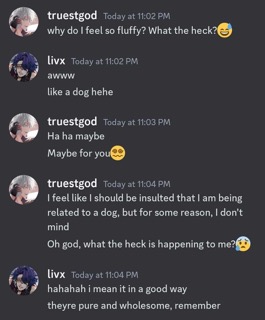 truestgod Today at 11:02 PM
why do I feel so fluffy? What the heck?😅
livx Today at 11:02 PM
awww
like a dog hehe
truestgod Today at 11:03 PM
Ha ha maybe
Maybe for you😵‍💫
truestgod Today at 11:04 PM
I feel like I should be insulted that I am being
related to a dog, but for some reason, I don't
mind
Oh god, what the heck is happening to me?😰
livx Today at 11:04 PM
hahahah i mean it in a good way
theyre pure and wholesome, remember